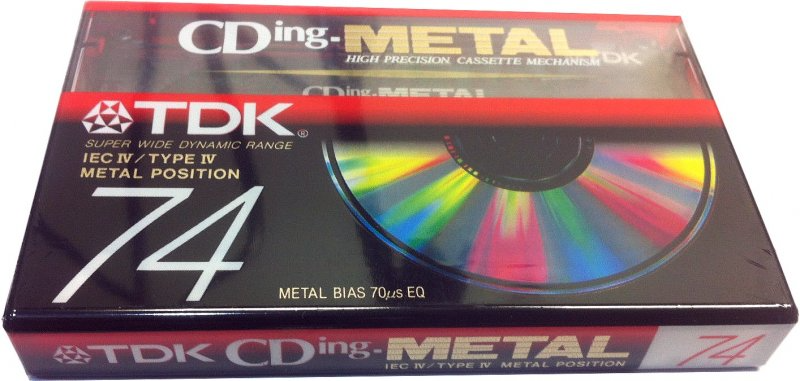 CDing-METAL
HIGH PRECISION CASSETTE MECHANISM
TDK
CDing-METAL
TDK®
SUPER WIDE DYNAMIC RANGE
IEC IV/TYPE IV
METAL POSITION
74
METAL BIAS 70µs EQ
TDK CDing-METAL 74
IEC IV/TYPE IV METAL POSITION